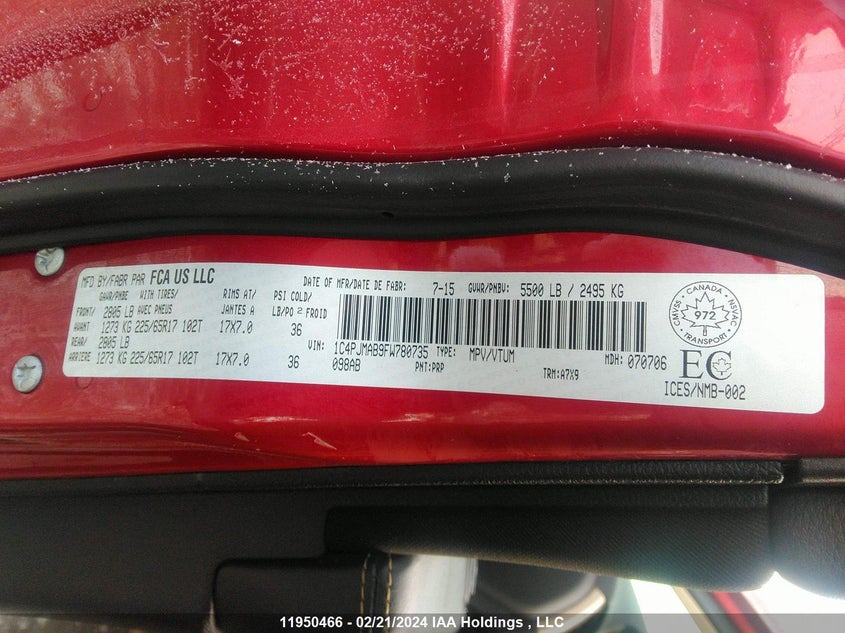 MFD BY/FABR PAR FCA US LLC
DATE OF MFR/DATE DE FABR: 7-15 GVWR/PNBV: 5500 LB / 2495 KG
GAWR/PNBE WITH TIRES/ RIMS AT/ PSI COLD/
FRONT/ 2805 LB AVEC PNEUS JANTES A LB/PO 2 FROID
AVANT 1273 KG 225/65R17 102T 17X7.0 36
REAR/ 2805 LB
ARRIERE 1273 KG 225/65R17 102T 17X7.0 36
VIN: 1C4PJMAB9FW780735 TYPE: MPV/VTUM MDH: 070706
098AB PNT:PRP TRM:A7X9
CMVSS CANADA NSVAC
972
TRANSPORT
EC
ICES/NMB-002
11950466 - 02/21/2024 IAA Holdings , LLC